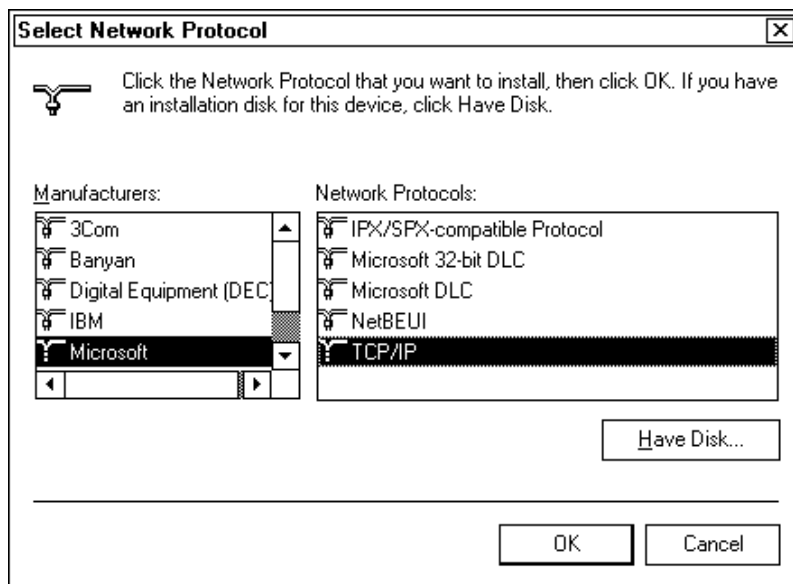 Select Network Protocol
Click the Network Protocol that you want to install, then click OK. If you have
an installation disk for this device, click Have Disk.
Manufacturers:
3Com
Banyan
Digital Equipment (DEC)
IBM
Microsoft
Network Protocols:
IPX/SPX-compatible Protocol
Microsoft 32-bit DLC
Microsoft DLC
NetBEUI
TCP/IP
Have Disk...
OK
Cancel